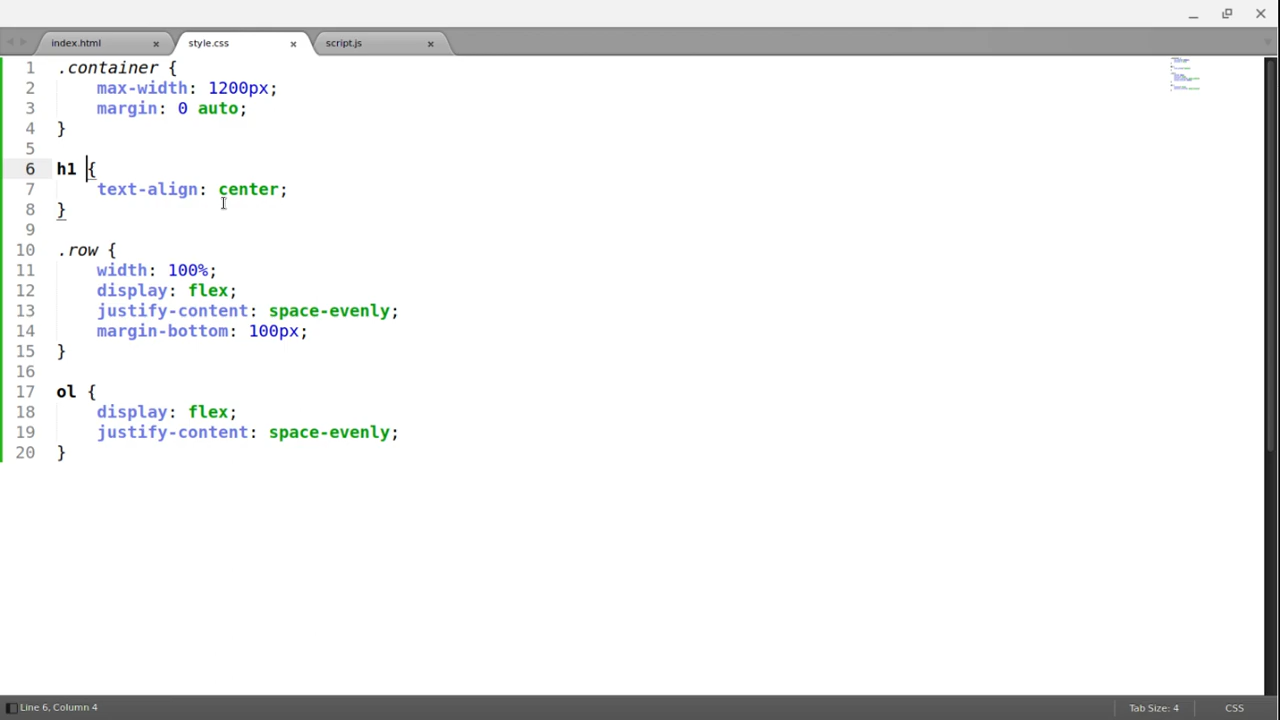 index.html × style.css × script.js ×
1 .container {
2     max-width: 1200px;
3     margin: 0 auto;
4 }
5
6 h1 {
7     text-align: center;
8 }
9
10 .row {
11     width: 100%;
12     display: flex;
13     justify-content: space-evenly;
14     margin-bottom: 100px;
15 }
16
17 ol {
18     display: flex;
19     justify-content: space-evenly;
20 }
Line 6, Column 4 Tab Size: 4 CSS